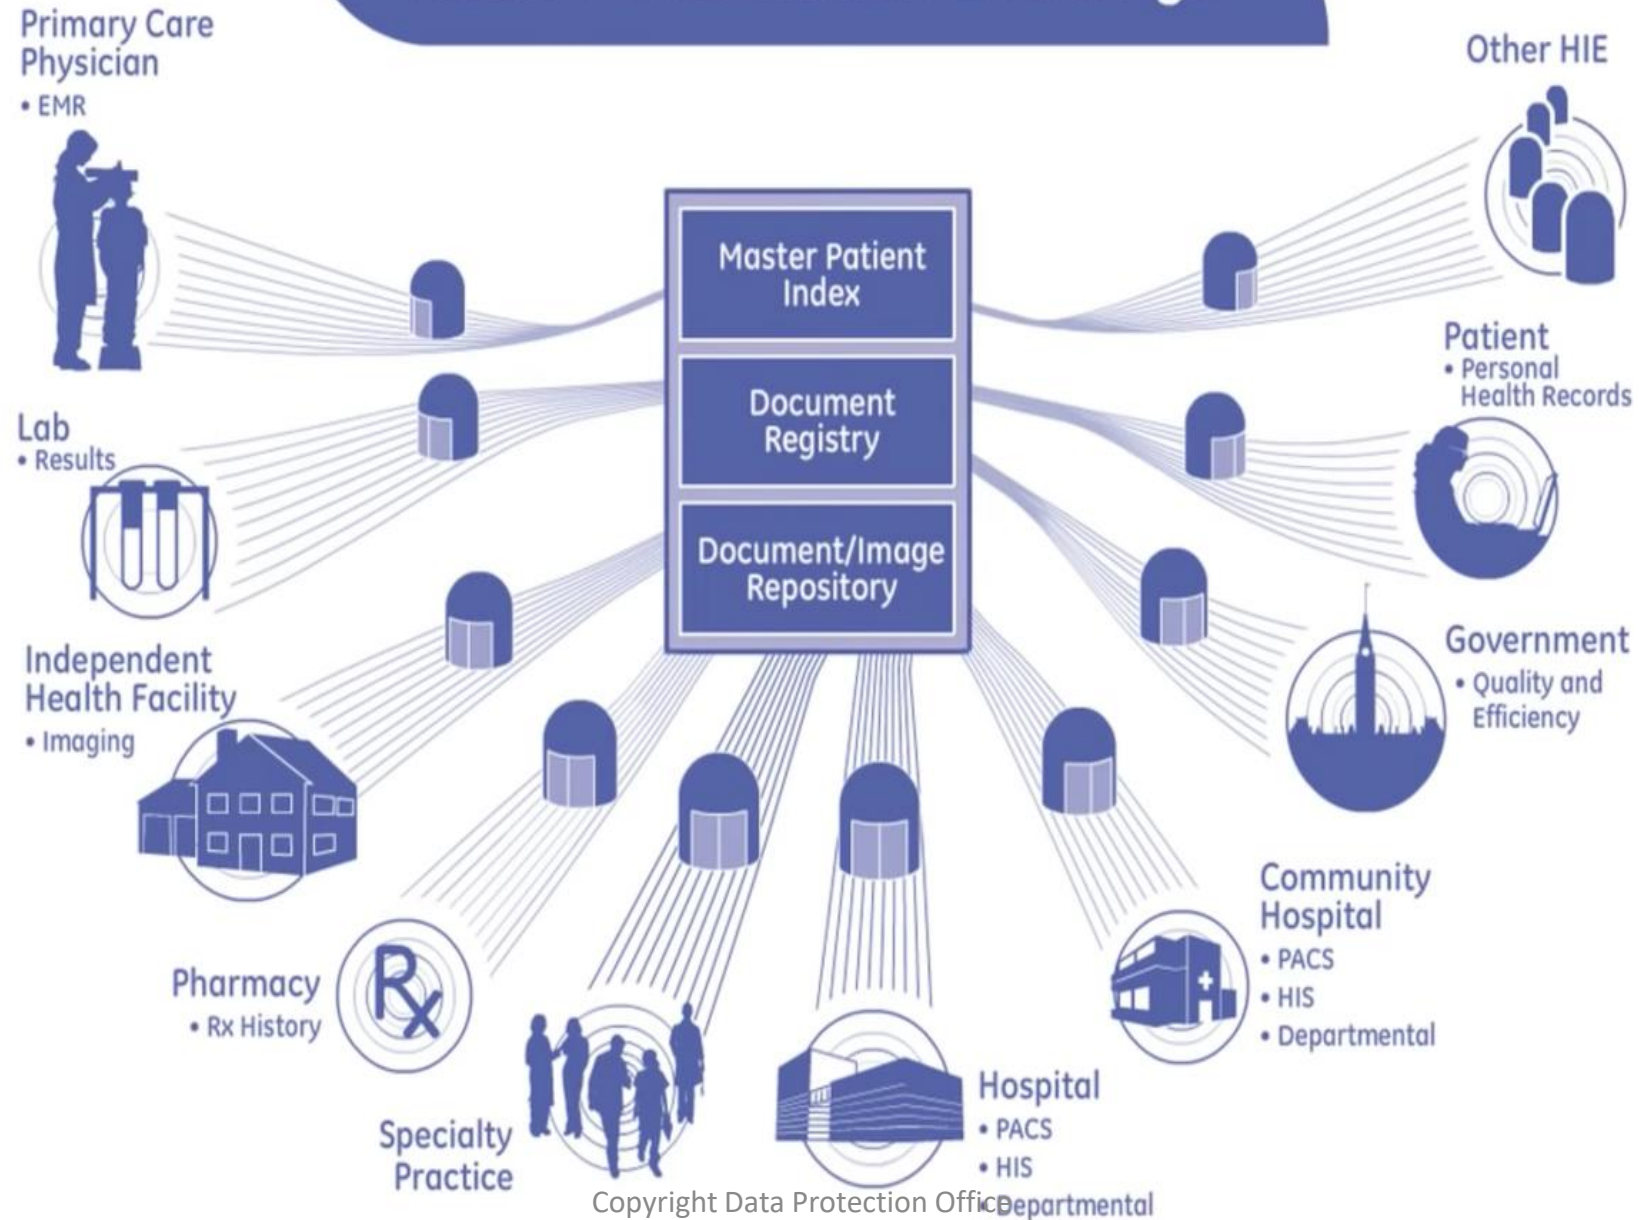 Primary Care
Physician
• EMR
Other HIE
Master Patient
Index
Patient
• Personal
Health Records
Document
Registry
Lab
• Results
Document/Image
Repository
Government
• Quality and
Efficiency
Independent
Health Facility
• Imaging
Community
Hospital
• PACS
• HIS
• Departmental
Pharmacy
• Rx History
Rx
Hospital
• PACS
• HIS
• Departmental
Specialty
Practice
Copyright Data Protection Office